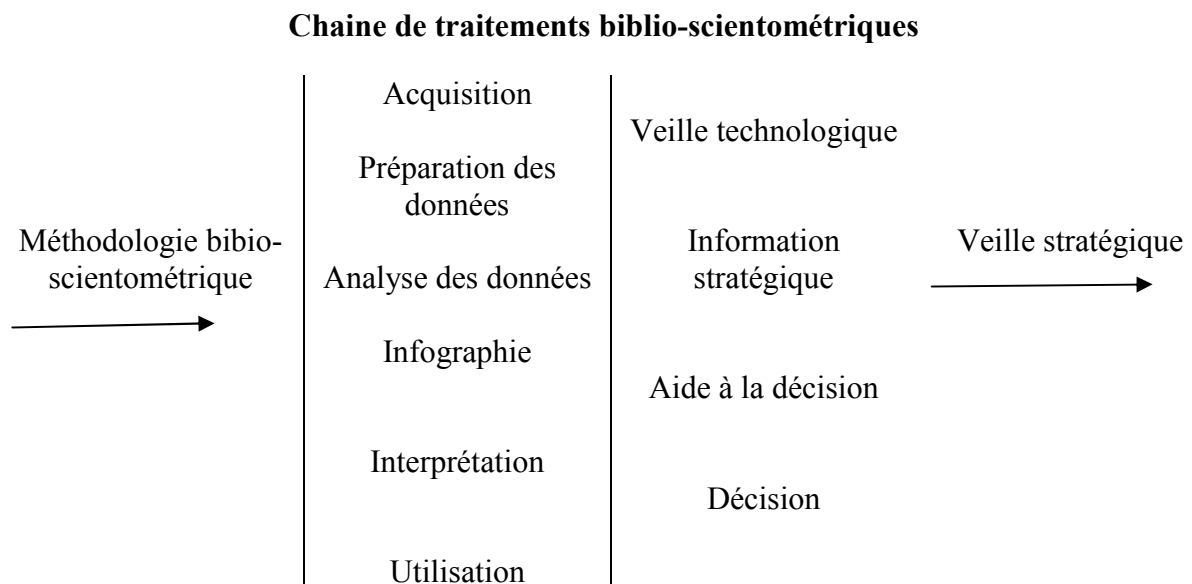 Chaine de traitements biblio-scientométriques
Méthodologie bibio-
scientométrique
Acquisition
Préparation des
données
Analyse des données
Infographie
Interprétation
Utilisation
Veille technologique
Information
stratégique
Aide à la décision
Décision
Veille stratégique